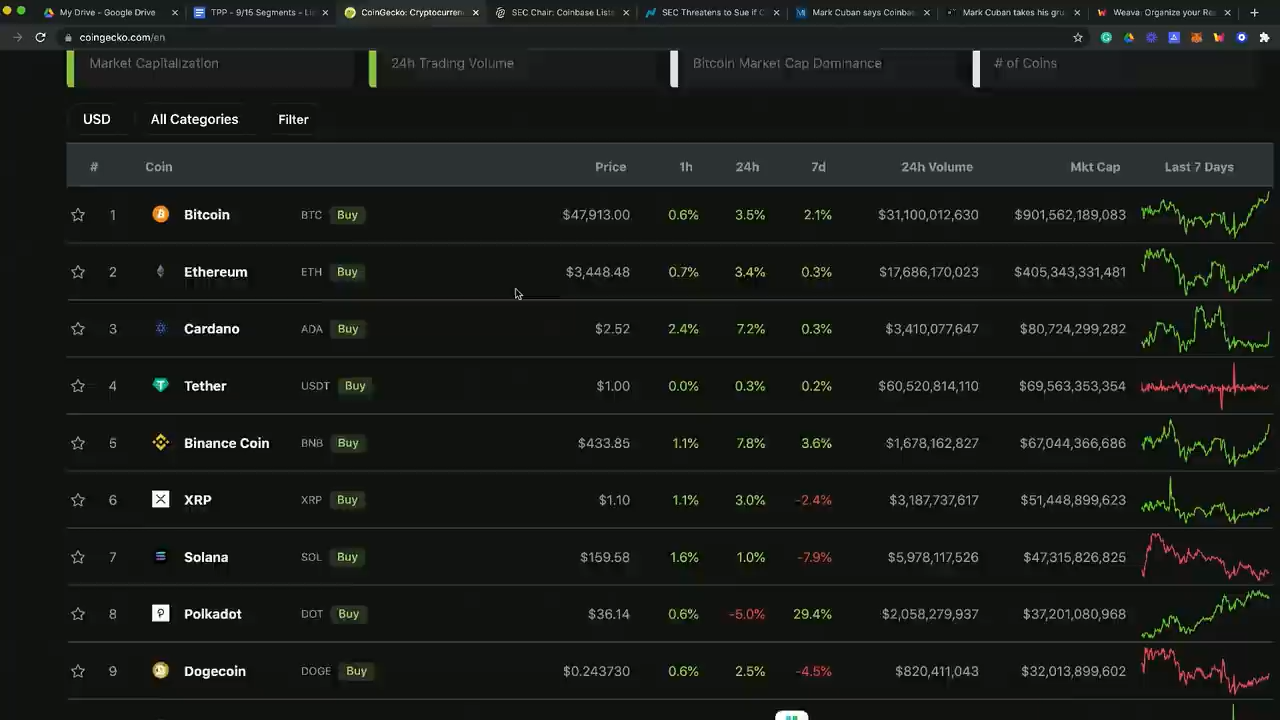 My Drive - Google Drive × TPP - 9/15 Segments - Li × CoinGecko: Cryptocurren × SEC Chair: Coinbase List × SEC Threatens to Sue if C × Mark Cuban says Coinba × Mark Cuban takes his gru × Weava: Organize your Re × +
coingecko.com/en
Market Capitalization 24h Trading Volume Bitcoin Market Cap Dominance # of Coins
USD All Categories Filter
# Coin Price 1h 24h 7d 24h Volume Mkt Cap Last 7 Days
1 Bitcoin BTC Buy $47,913.00 0.6% 3.5% 2.1% $31,100,012,630 $901,562,189,083
2 Ethereum ETH Buy $3,448.48 0.7% 3.4% 0.3% $17,686,170,023 $405,343,331,481
3 Cardano ADA Buy $2.52 2.4% 7.2% 0.3% $3,410,077,647 $80,724,299,282
4 Tether USDT Buy $1.00 0.0% 0.3% 0.2% $60,520,814,110 $69,563,353,354
5 Binance Coin BNB Buy $433.85 1.1% 7.8% 3.6% $1,678,162,827 $67,044,366,686
6 XRP XRP Buy $1.10 1.1% 3.0% -2.4% $3,187,737,617 $51,448,899,623
7 Solana SOL Buy $159.58 1.6% 1.0% -7.9% $5,978,117,526 $47,315,826,825
8 Polkadot DOT Buy $36.14 0.6% -5.0% 29.4% $2,058,279,937 $37,201,080,968
9 Dogecoin DOGE Buy $0.243730 0.6% 2.5% -4.5% $820,411,043 $32,013,899,602